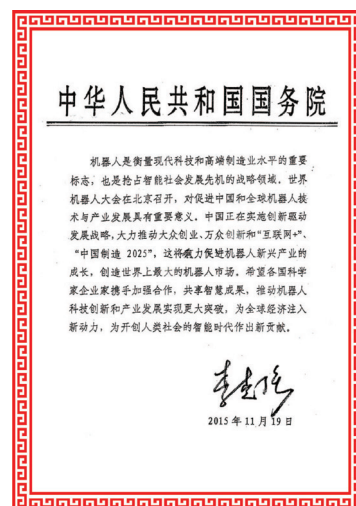 中华人民共和国国务院
机器人是衡量现代科技和高端制造业水平的重要
标志，也是抢占智能社会发展先机的战略领域。世界
机器人大会在北京召开，对促进中国和全球机器人技
术与产业发展具有重要意义。中国正在实施创新驱动
发展战略，大力推动大众创业、万众创新和“互联网+”、
“中国制造 2025”，这将有力促进机器人新兴产业的
成长，创造世界上最大的机器人市场。希望各国科学
家企业家携手加强合作，共享智慧成果，推动机器人
科技创新和产业发展实现更大突破，为全球经济注入
新动力，为开创人类社会的智能时代作出新贡献。
李克强
2015 年 11 月 19 日